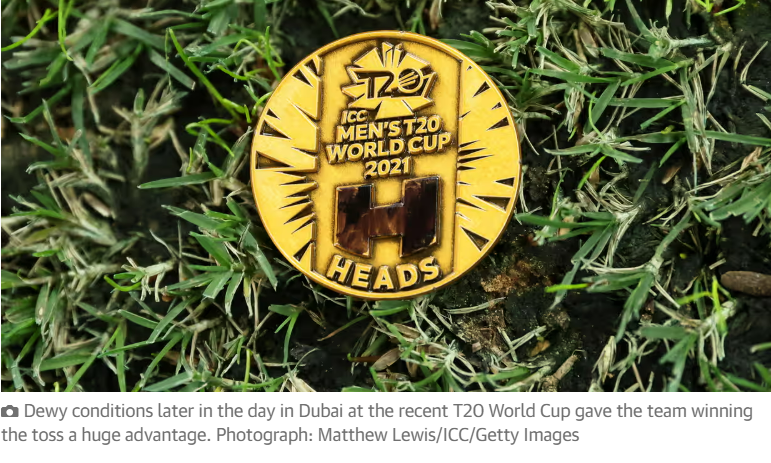 T20
ICC
MEN'S T20
WORLD CUP
2021
H
HEADS
Dewy conditions later in the day in Dubai at the recent T20 World Cup gave the team winning
the toss a huge advantage. Photograph: Matthew Lewis/ICC/Getty Images